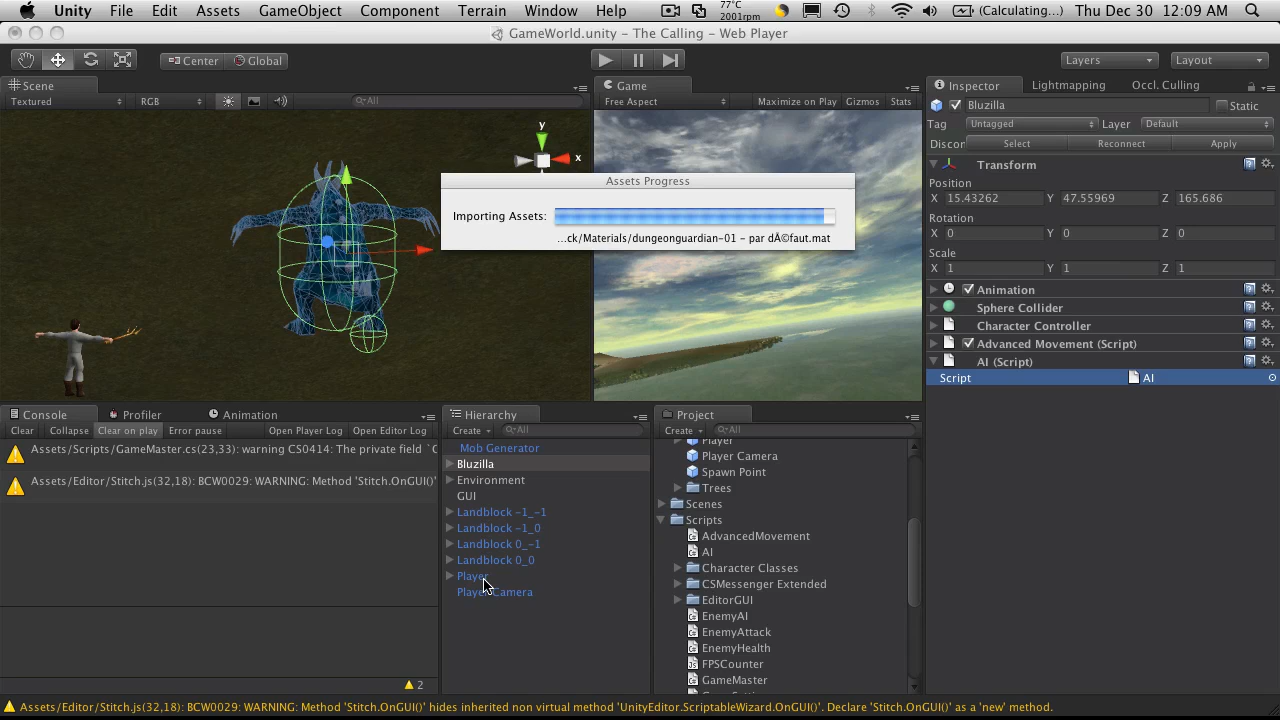 Unity File Edit Assets GameObject Component Terrain Window Help 77°C 2001rpm (Calculating...) Thu Dec 30 12:09 AM
GameWorld.unity – The Calling – Web Player
Center Global Layers Layout
Scene Game Inspector Lightmapping Occl. Culling
Textured RGB All Free Aspect Maximize on Play Gizmos Stats
Bluzilla Static
Tag Untagged Layer Default
Discon Select Reconnect Apply
Transform
Position
X 15.43262 Y 47.55969 Z 165.686
Rotation
X 0 Y 0 Z 0
Scale
X 1 Y 1 Z 1
Animation
Sphere Collider
Character Controller
Advanced Movement (Script)
AI (Script)
Script AI
y
x
Assets Progress
Importing Assets:
...ck/Materials/dungeonguardian-01 – par dÃ©faut.mat
Console Profiler Animation
Clear Collapse Clear on play Error pause Open Player Log Open Editor Log
Assets/Scripts/GameMaster.cs(23,33): warning CS0414: The private field `
Assets/Editor/Stitch.js(32,18): BCW0029: WARNING: Method 'Stitch.OnGUI()'
2
Hierarchy
Create All
Mob Generator
Bluzilla
Environment
GUI
Landblock -1_-1
Landblock -1_0
Landblock 0_-1
Landblock 0_0
Player
Player Camera
Project
Create All
Player
Player Camera
Spawn Point
Trees
Scenes
Scripts
AdvancedMovement
AI
Character Classes
CSMessenger Extended
EditorGUI
EnemyAI
EnemyAttack
EnemyHealth
FPSCounter
GameMaster
Assets/Editor/Stitch.js(32,18): BCW0029: WARNING: Method 'Stitch.OnGUI()' hides inherited non virtual method 'UnityEditor.ScriptableWizard.OnGUI()'. Declare 'Stitch.OnGUI()' as a 'new' method.